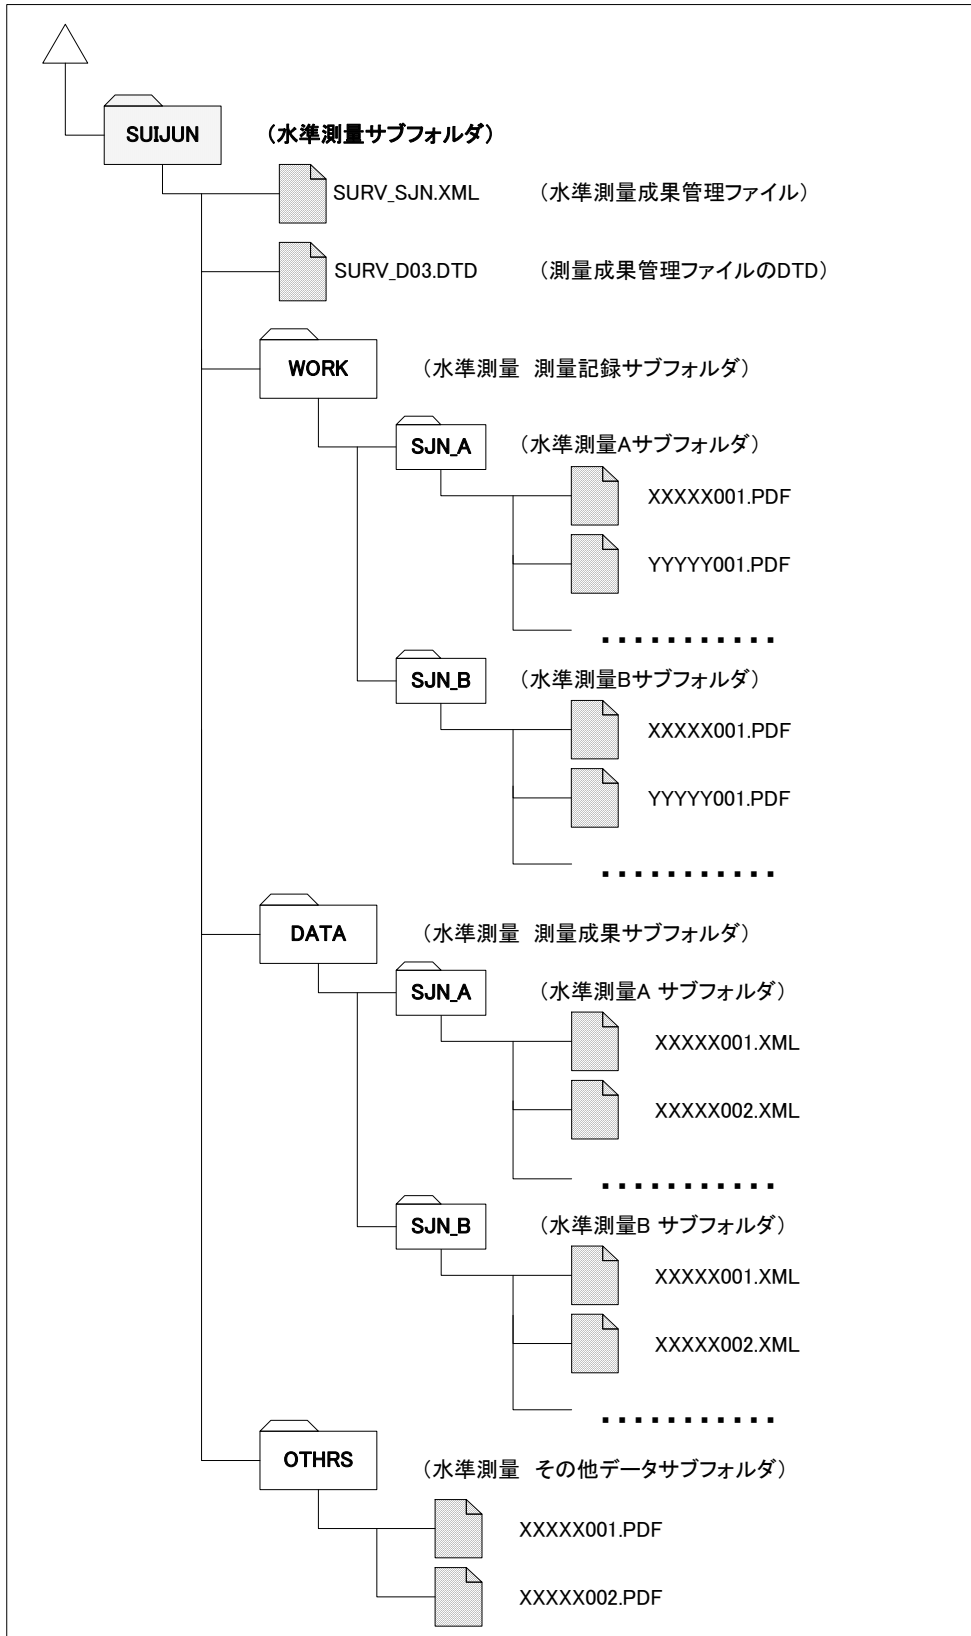 SUIJUN （水準測量サブフォルダ）
SURV_SJN.XML （水準測量成果管理ファイル）
SURV_D03.DTD （測量成果管理ファイルのDTD）
WORK （水準測量　測量記録サブフォルダ）
SJN_A （水準測量Aサブフォルダ）
XXXXX001.PDF
YYYYY001.PDF
...........
SJN_B （水準測量Bサブフォルダ）
XXXXX001.PDF
YYYYY001.PDF
...........
DATA （水準測量　測量成果サブフォルダ）
SJN_A （水準測量A サブフォルダ）
XXXXX001.XML
XXXXX002.XML
...........
SJN_B （水準測量B サブフォルダ）
XXXXX001.XML
XXXXX002.XML
...........
OTHRS （水準測量　その他データサブフォルダ）
XXXXX001.PDF
XXXXX002.PDF